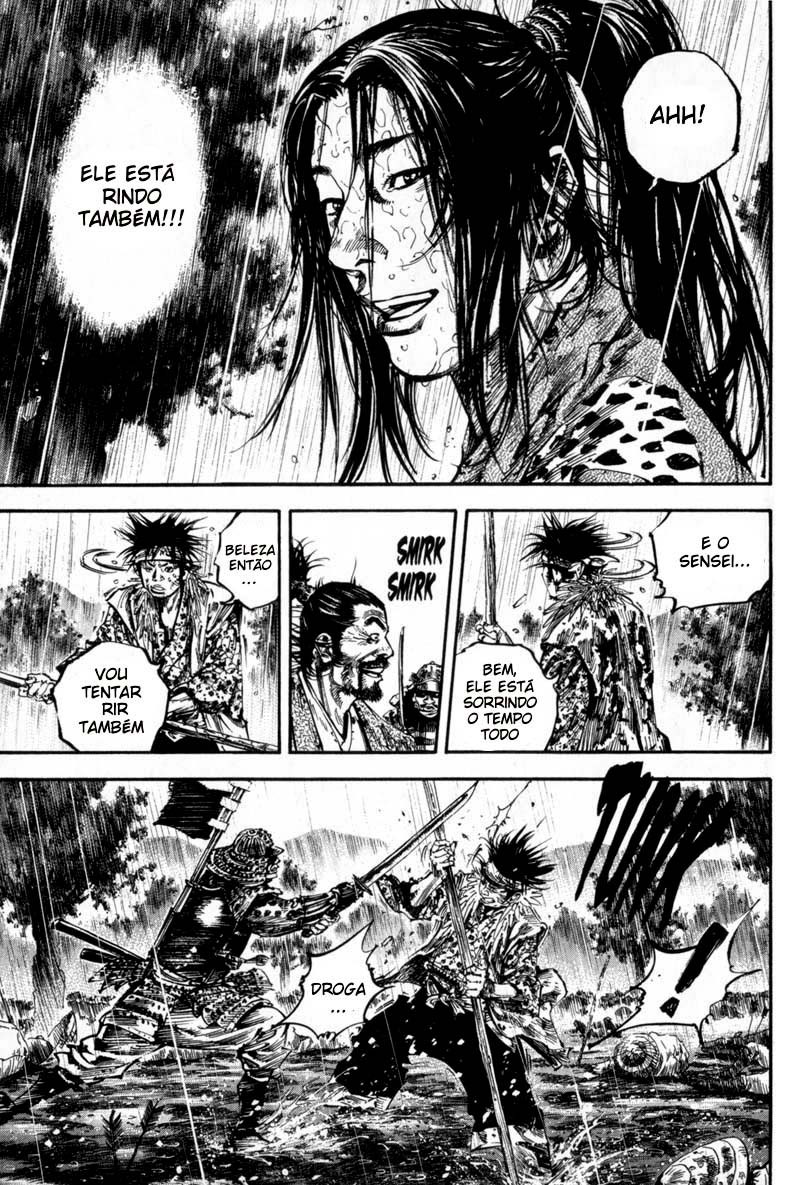 AHH!
ELE ESTÁ
RINDO
TAMBÉM!!!
E O
SENSEI...
BEM,
ELE ESTÁ
SORRINDO
O TEMPO
TODO
SMIRK
SMIRK
BELEZA
ENTÃO
...
VOU
TENTAR
RIR
TAMBÉM
!
DROGA
...